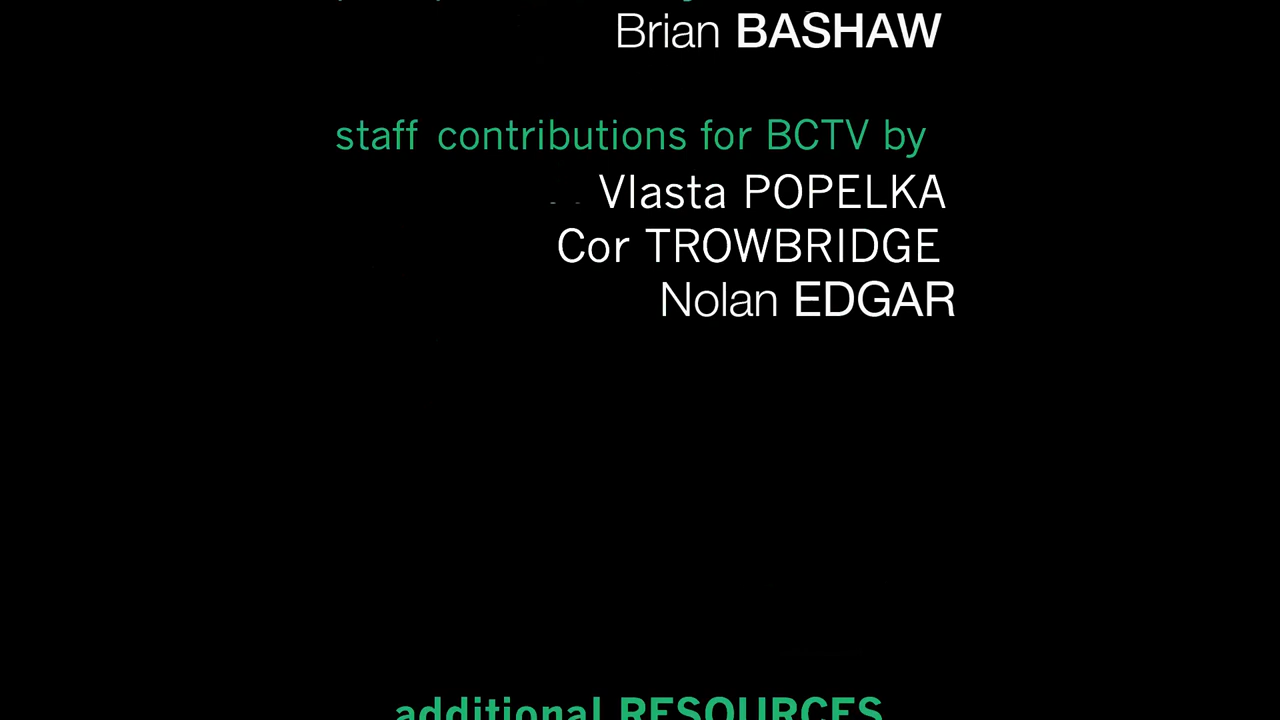 Brian BASHAW
staff contributions for BCTV by
Vlasta POPELKA
Cor TROWBRIDGE
Nolan EDGAR
additional RESOURCES